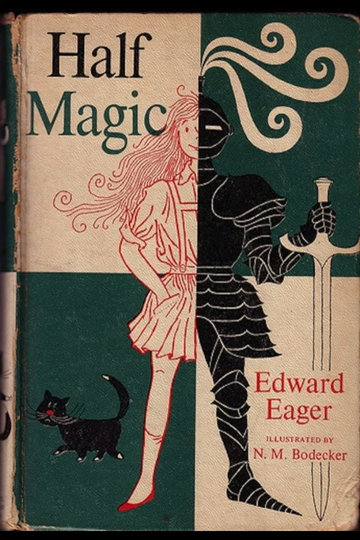 Half
Magic
Edward
Eager
ILLUSTRATED BY
N. M. Bodecker